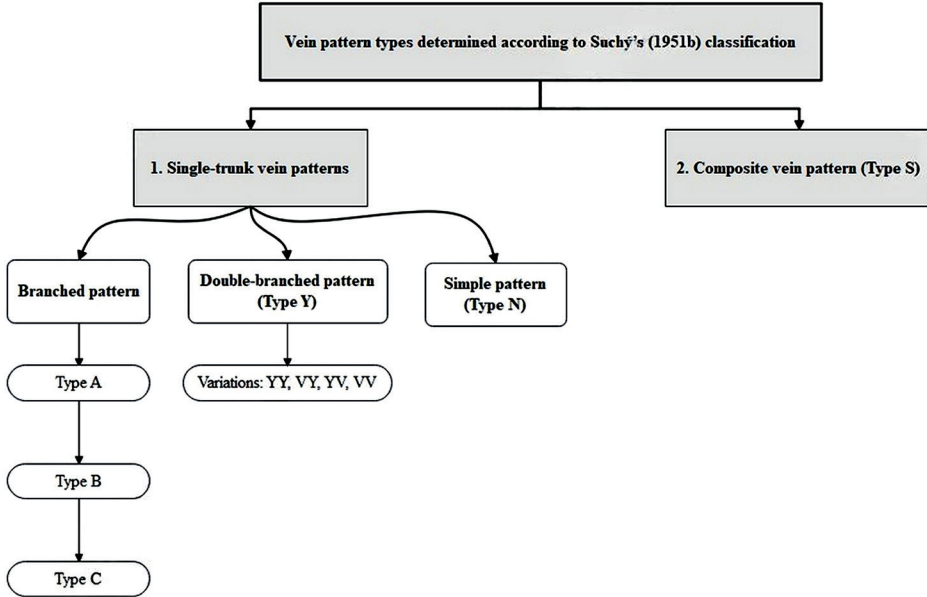 Vein pattern types determined according to Suchý's (1951b) classification
1. Single-trunk vein patterns
2. Composite vein pattern (Type S)
Branched pattern
Double-branched pattern
(Type Y)
Simple pattern
(Type N)
Type A
Variations: YY, VY, YV, VV
Type B
Type C